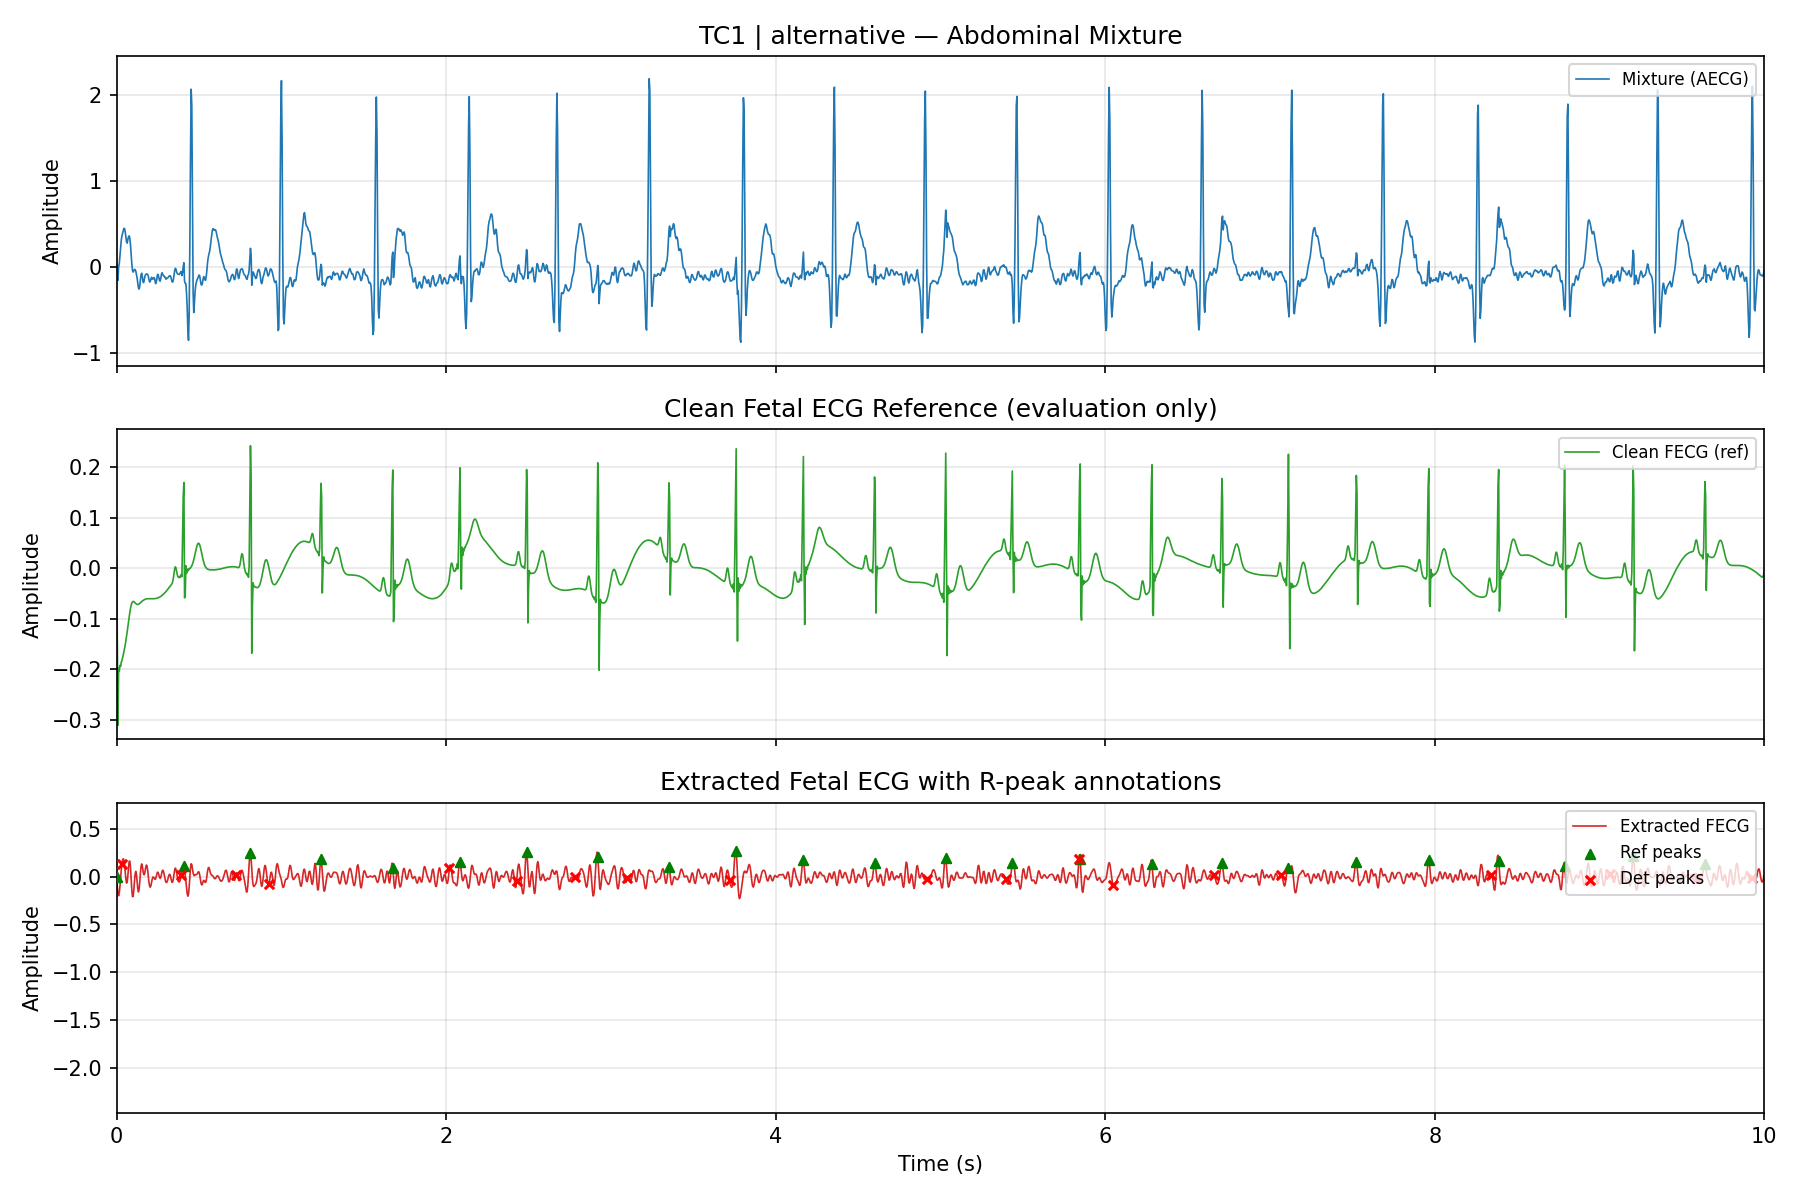 TC1 | alternative — Abdominal Mixture
Mixture (AECG)
Amplitude
2
1
0
−1
Clean Fetal ECG Reference (evaluation only)
Clean FECG (ref)
Amplitude
0.2
0.1
0.0
−0.1
−0.2
−0.3
Extracted Fetal ECG with R-peak annotations
Extracted FECG
Ref peaks
Det peaks
Amplitude
0.5
0.0
−0.5
−1.0
−1.5
−2.0
0 2 4 6 8 10
Time (s)